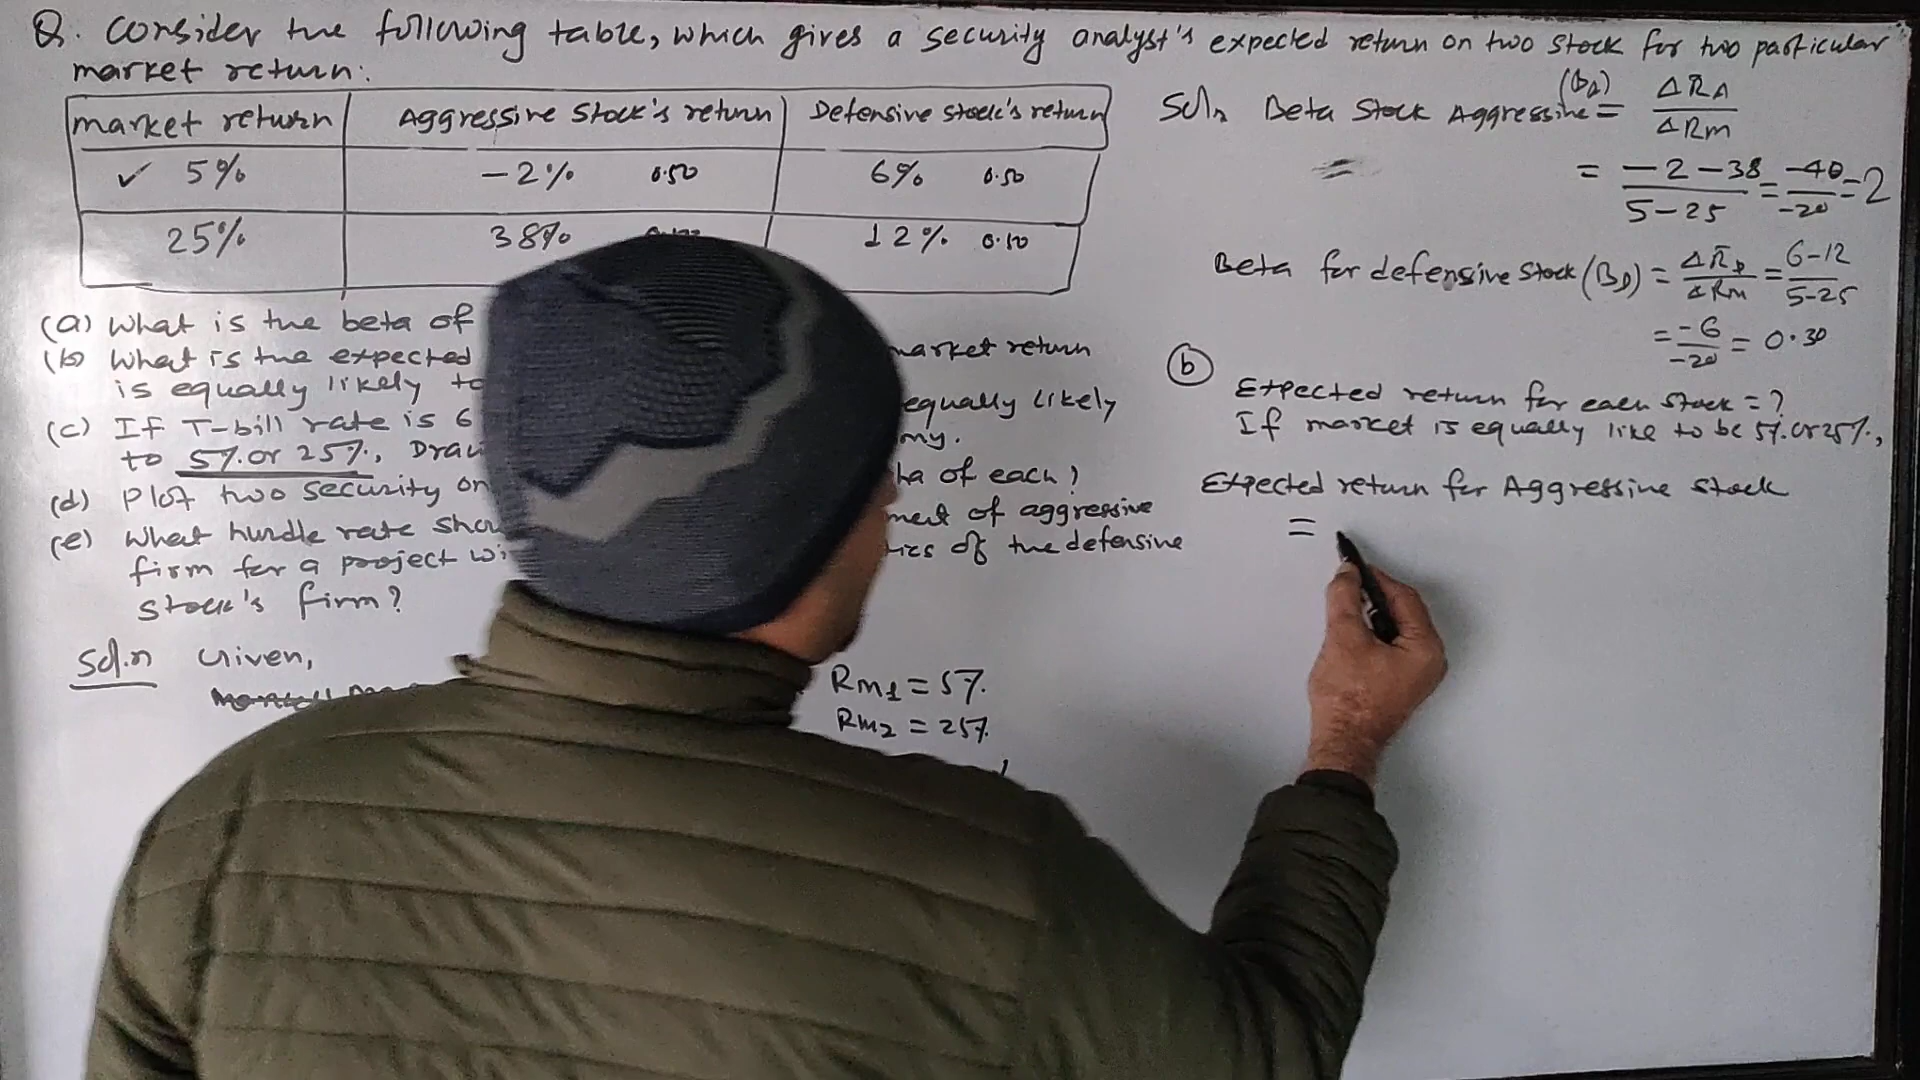 Q. Consider the following table, which gives a security analyst's expected return on two stock for two particular
market return:
market return Aggressive Stock's return Defensive stock's return
✓ 5% -2% 0.50 6% 0.50
25% 38% 12% 0.50
(a) What is the beta of
(b) What is the expected market return
is equally likely to
(c) If T-bill rate is 6 equally likely
to 5% or 25%, Draw my.
(d) Plot two security on ha of each?
(e) What hurdle rate shou ment of aggressive
firm for a project wi tics of the defensive
stock's firm?
Sol.n Given,
Rm1 = 5%.
Rm2 = 25%.
Soln Beta Stock Aggressive = ΔRA / ΔRm
= -2-38 / 5-25 = -40 / -20 = 2
Beta for defensive stock (BD) = ΔRD / ΔRm = 6-12 / 5-25
= -6 / -20 = 0.30
(b)
Expected return for each stock = ?
If market is equally like to be 5% or 25%,
Expected return for Aggressive stock
=